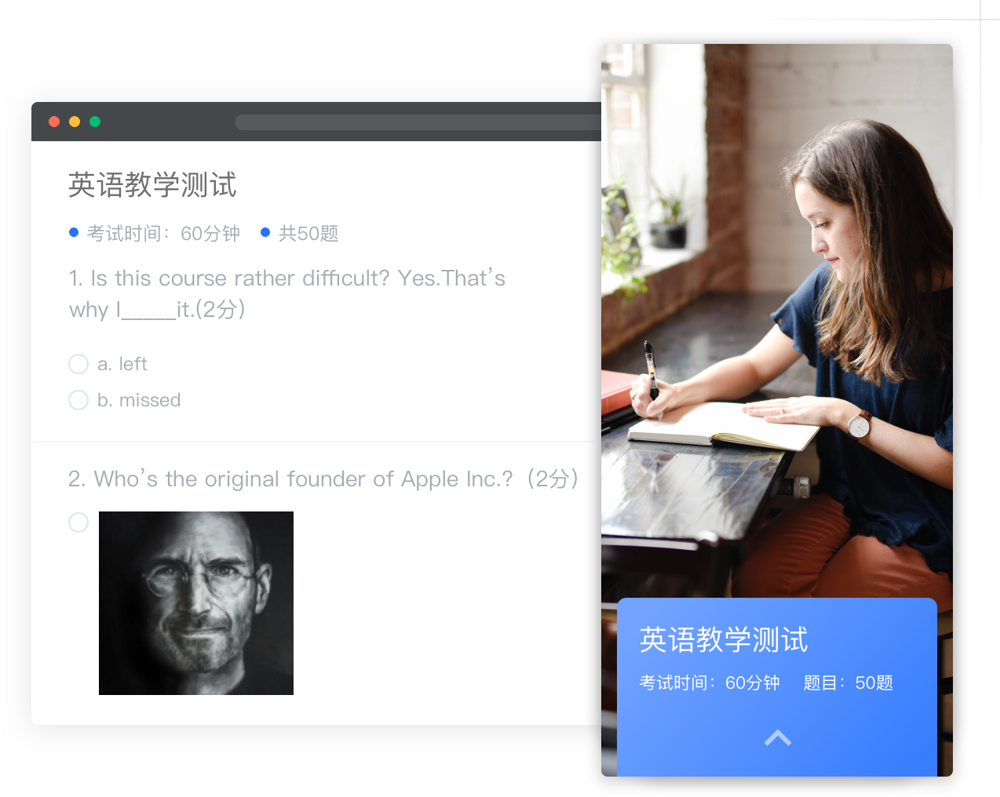 英语教学测试
考试时间：60分钟 共50题
1. Is this course rather difficult? Yes.That's
why I_____it.(2分)
a. left
b. missed
2. Who's the original founder of Apple Inc.?（2分）
英语教学测试
考试时间：60分钟 题目：50题